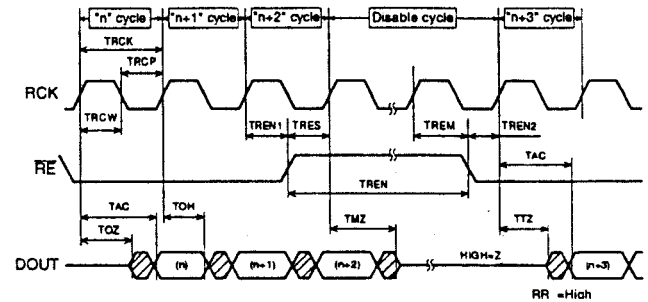 "n" cycle "n+1" cycle "n+2" cycle Disable cycle "n+3" cycle
TRCK
TRCP
RCK
TRCW TREN1 TRES TREM TREN2
TAC
RE
TREN
TAC TOH
TOZ TMZ TTZ
DOUT (n) (n+1) (n+2) HIGH=Z (n+3)
RR =High